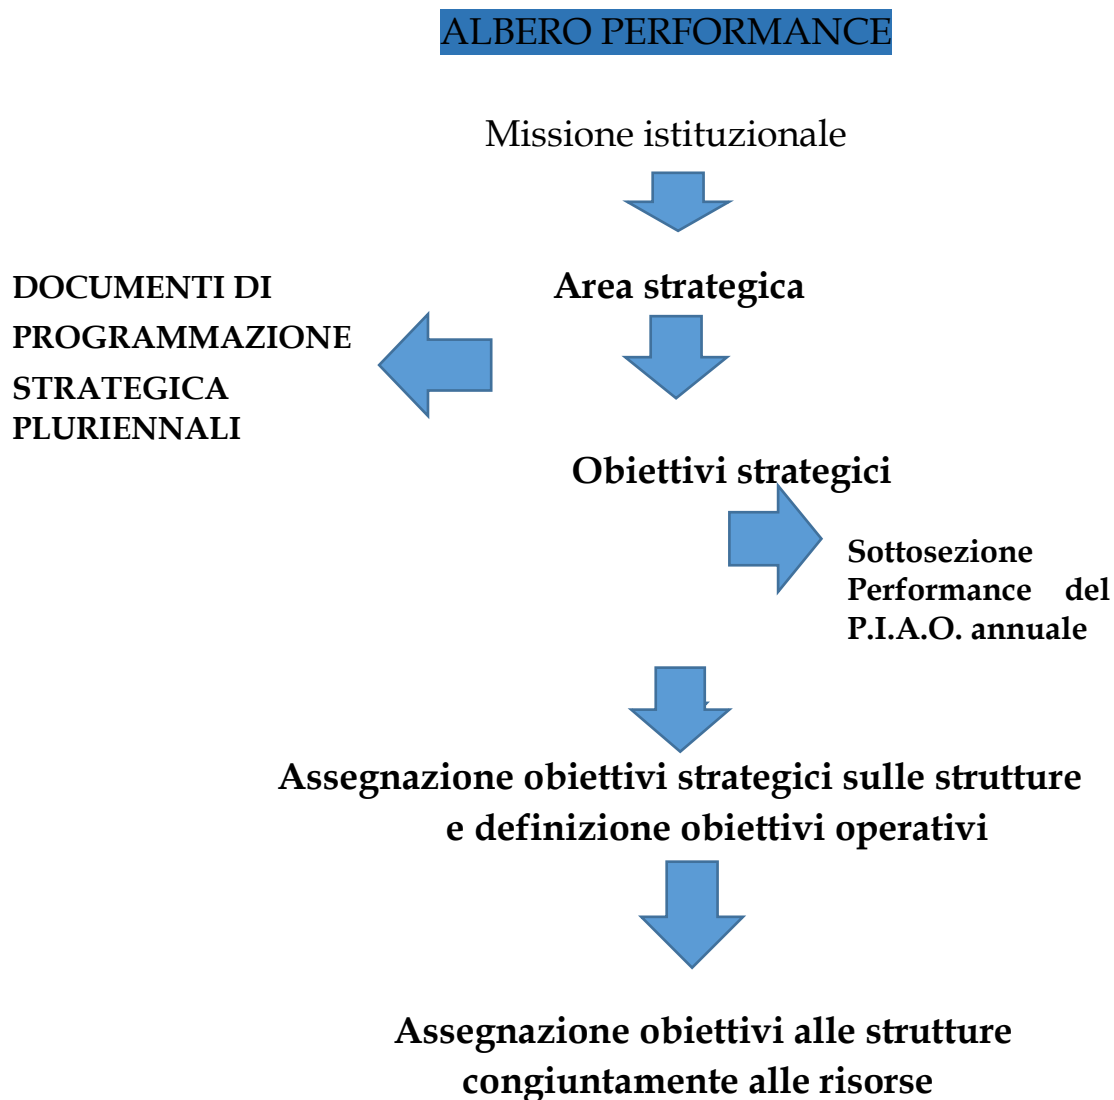 ALBERO PERFORMANCE
Missione istituzionale
Area strategica
DOCUMENTI DI
PROGRAMMAZIONE
STRATEGICA
PLURIENNALI
Obiettivi strategici
Sottosezione
Performance del
P.I.A.O. annuale
Assegnazione obiettivi strategici sulle strutture
e definizione obiettivi operativi
Assegnazione obiettivi alle strutture
congiuntamente alle risorse